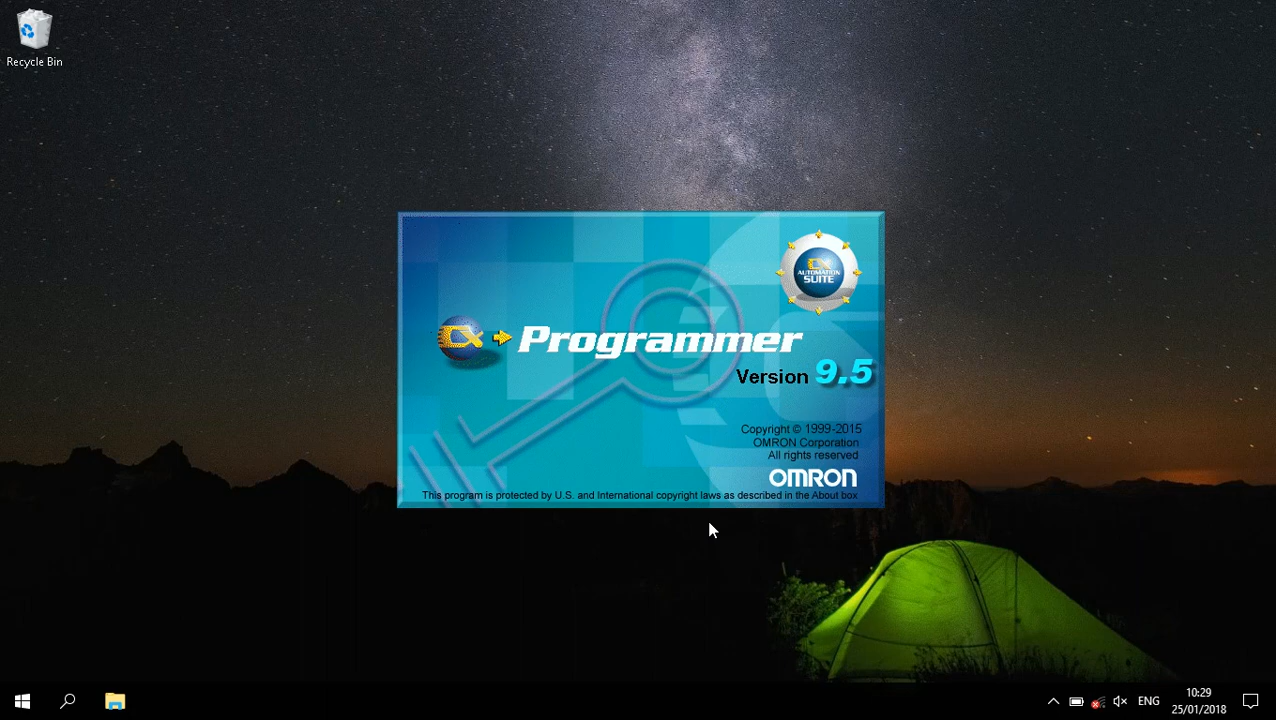 Recycle Bin
CX
AUTOMATION
SUITE
CX Programmer
Version 9.5
Copyright © 1999-2015
OMRON Corporation
All rights reserved
OMRON
This program is protected by U.S. and International copyright laws as described in the About box
ENG
10:29
25/01/2018